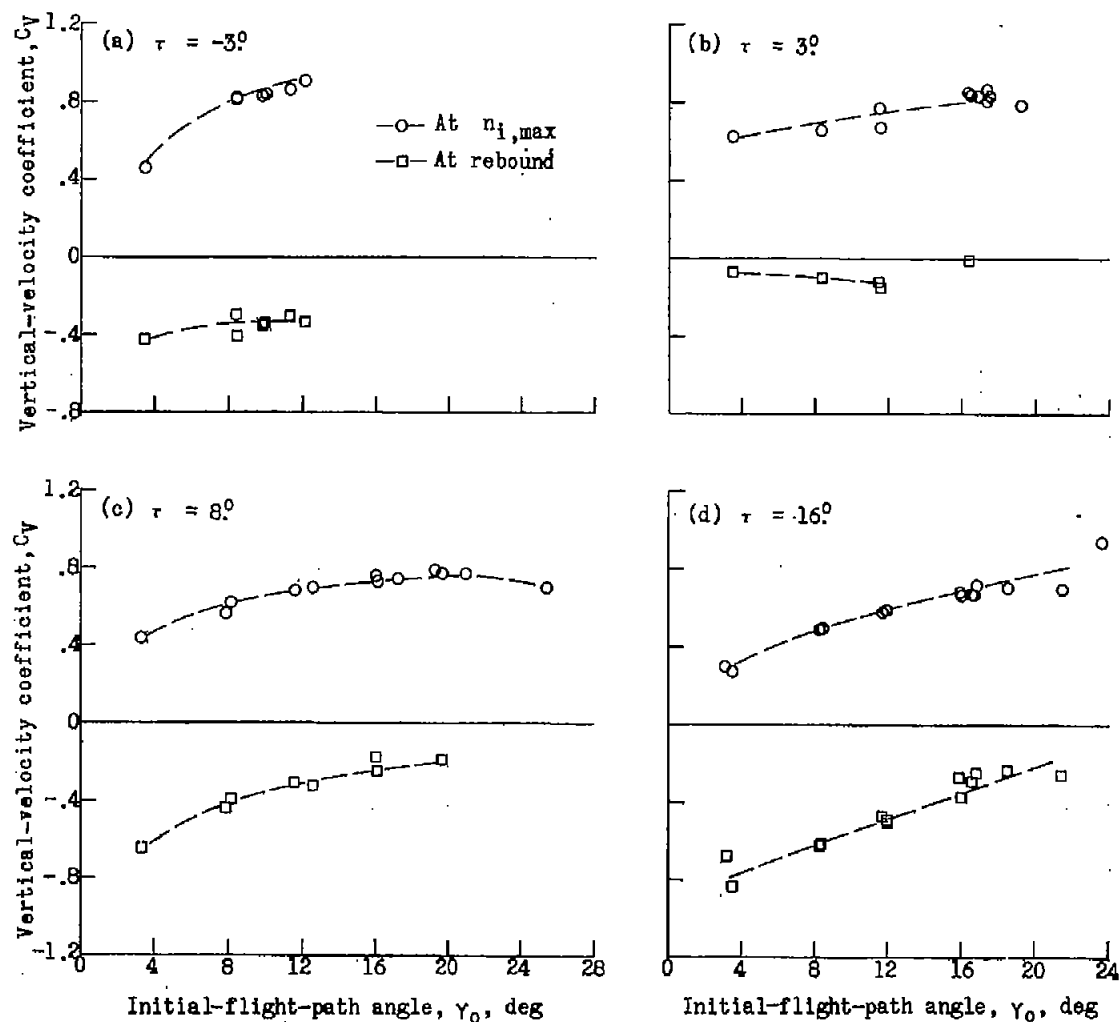 1.2
(a) τ = -3°
(b) τ = 3°
.8
At n_i,max
At rebound
.4
0
-.4
-.8
Vertical-velocity coefficient, C_V
1.2
(c) τ = 8°
(d) τ = 16°
.8
.4
0
-.4
-.8
-1.2
Vertical-velocity coefficient, C_V
0 4 8 12 16 20 24 28
0 4 8 12 16 20 24
Initial-flight-path angle, γ_o, deg
Initial-flight-path angle, γ_o, deg